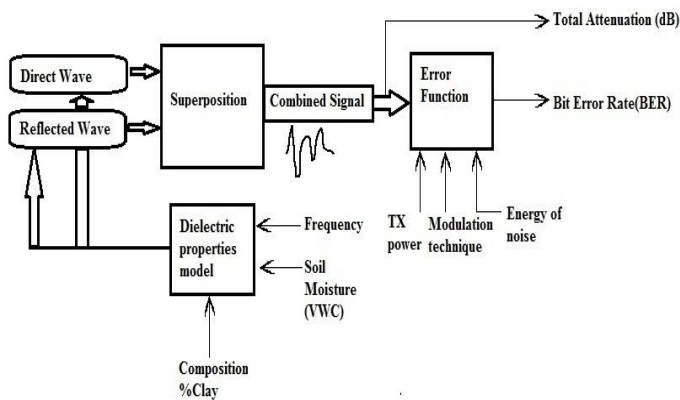 Total Attenuation (dB)
Direct Wave
Reflected Wave
Superposition
Combined Signal
Error
Function
Bit Error Rate(BER)
TX
power
Modulation
technique
Energy of
noise
Dielectric
properties
model
Frequency
Soil
Moisture
(VWC)
Composition
%Clay